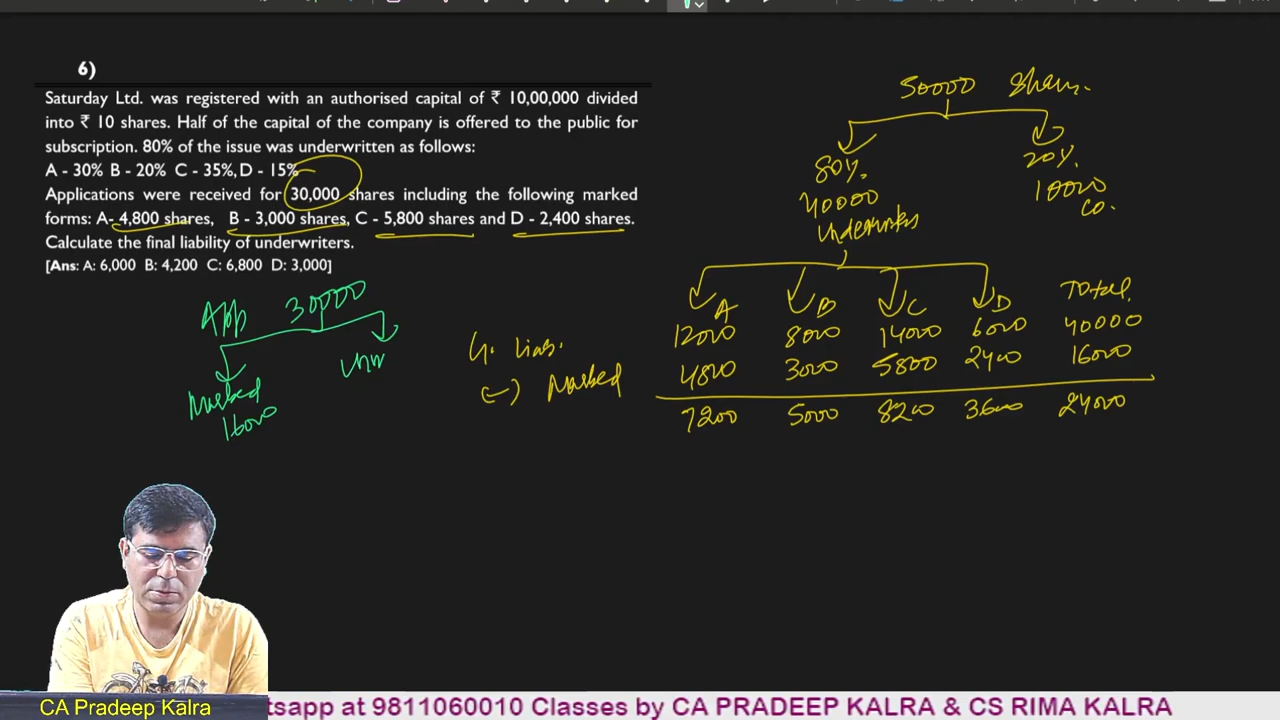 6)
Saturday Ltd. was registered with an authorised capital of ₹ 10,00,000 divided
into ₹ 10 shares. Half of the capital of the company is offered to the public for
subscription. 80% of the issue was underwritten as follows:
A - 30% B - 20% C - 35%, D - 15%
Applications were received for 30,000 shares including the following marked
forms: A- 4,800 shares, B - 3,000 shares, C - 5,800 shares and D - 2,400 shares.
Calculate the final liability of underwriters.
[Ans: A: 6,000 B: 4,200 C: 6,800 D: 3,000]
50000 Shares.
80%. 20%.
40000 10000
Underwriters Co.
A B C D Total
12000 8000 14000 6000 40000
G. Liab.
(-) Marked 4800 3000 5800 2400 16000
7200 5000 8200 3600 24000
App 30000
Marked Unm
16000
CA Pradeep Kalra
tsapp at 9811060010 Classes by CA PRADEEP KALRA & CS RIMA KALRA